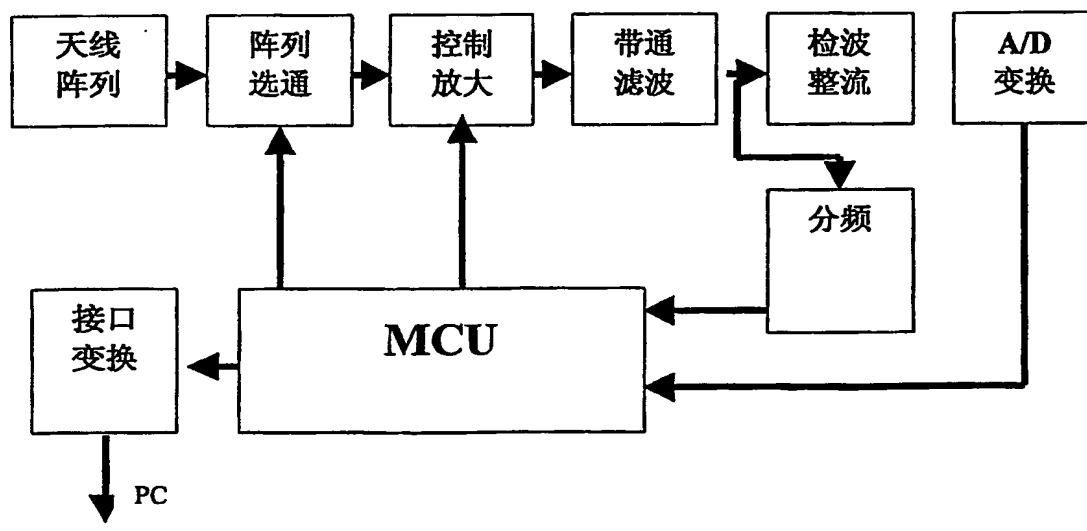 天线
阵列
阵列
选通
控制
放大
带通
滤波
检波
整流
A/D
变换
分频
接口
变换
MCU
PC